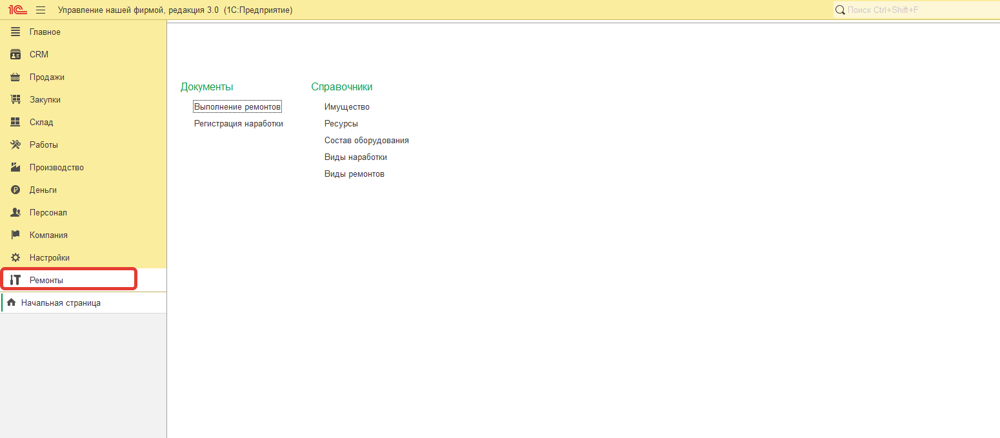 1С Управление нашей фирмой, редакция 3.0 (1С:Предприятие) Поиск Ctrl+Shift+F
Главное
CRM
Продажи
Закупки
Склад
Работы
Производство
Деньги
Персонал
Компания
Настройки
Ремонты
Начальная страница
Документы
Выполнение ремонтов
Регистрация наработки
Справочники
Имущество
Ресурсы
Состав оборудования
Виды наработки
Виды ремонтов